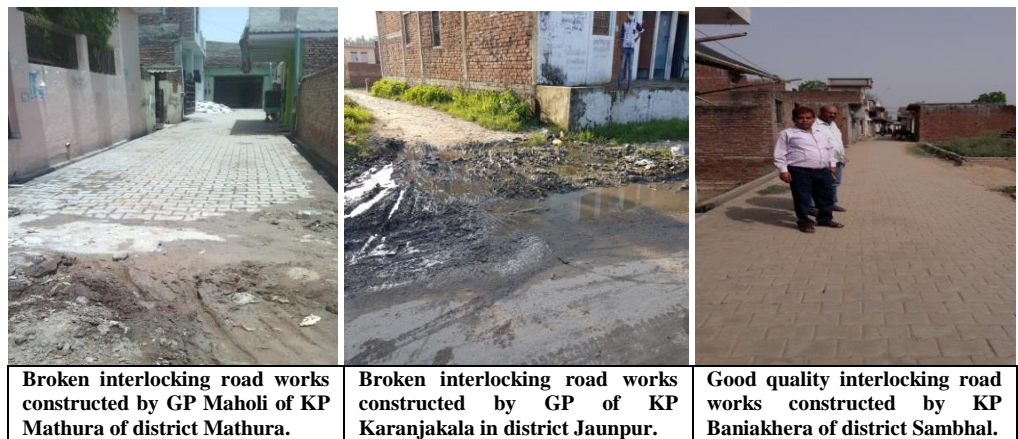 Broken interlocking road works
constructed by GP Maholi of KP
Mathura of district Mathura.
Broken interlocking road works
constructed by GP of KP
Karanjakala in district Jaunpur.
Good quality interlocking road
works constructed by KP
Baniakhera of district Sambhal.